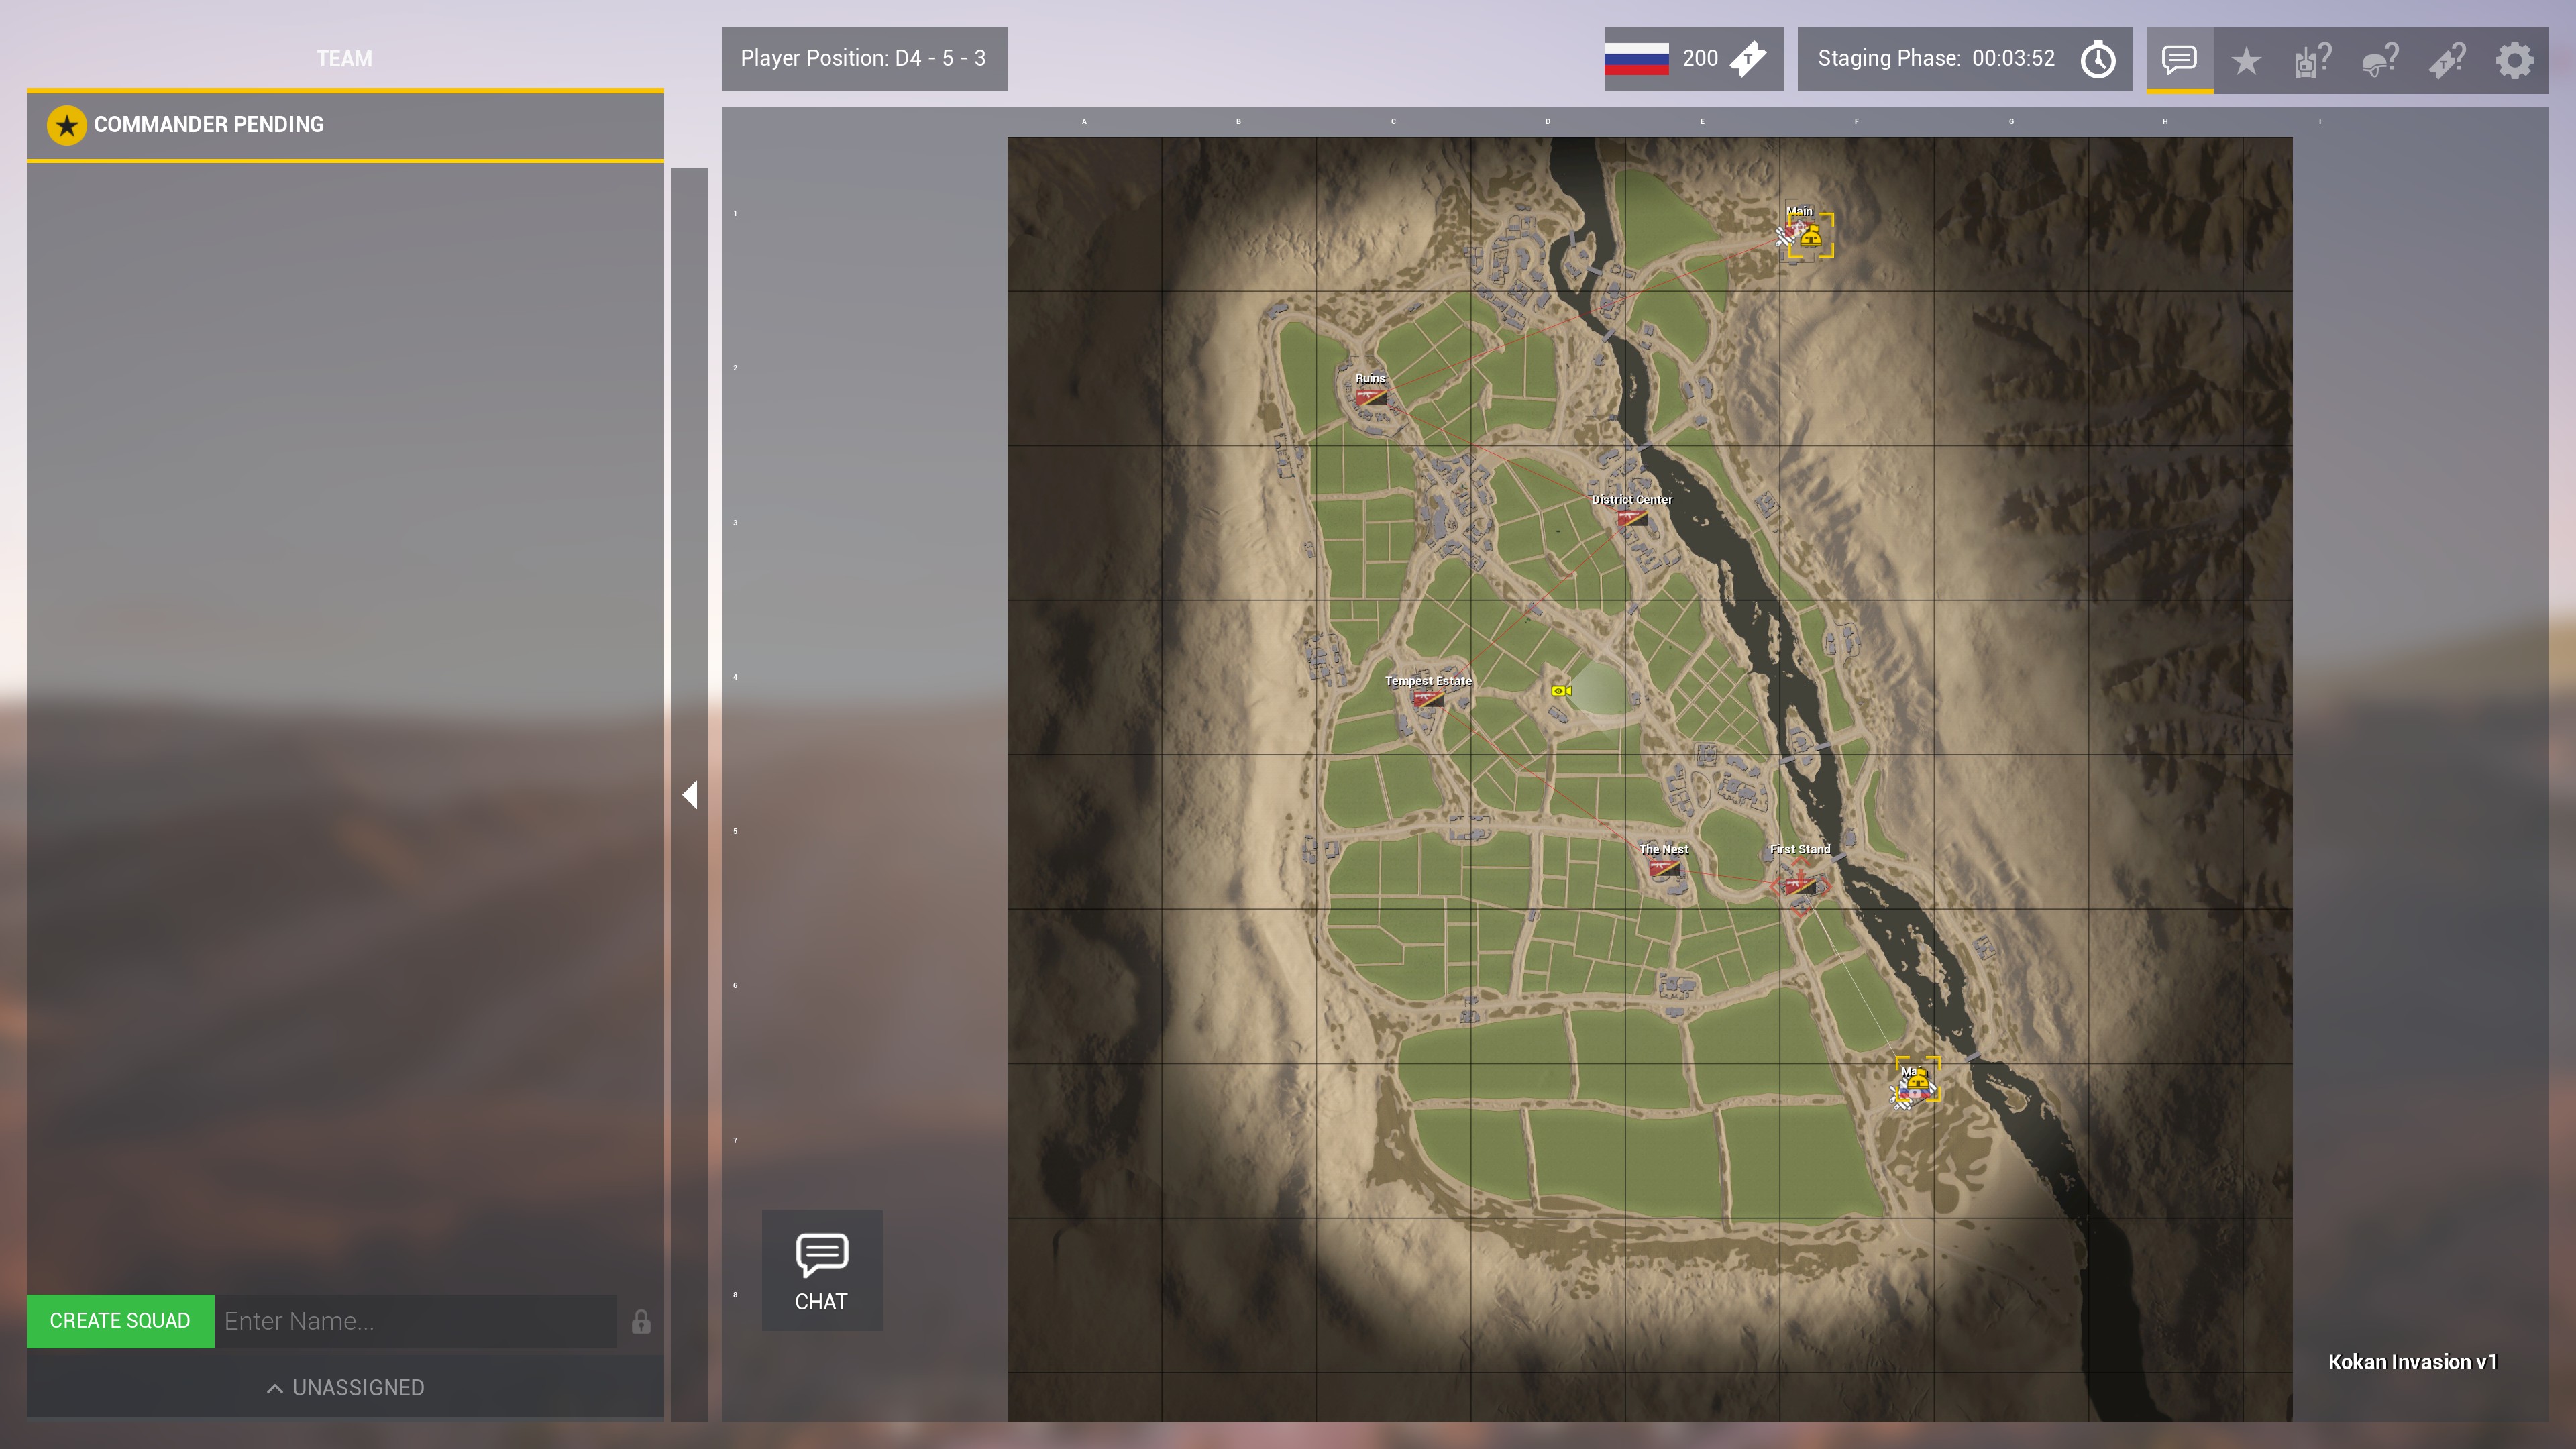 TEAM
Player Position: D4 - 5 - 3
200
T
Staging Phase: 00:03:52
?
?
T?
COMMANDER PENDING
A
B
C
D
E
F
G
H
I
1
Main
2
Ruins
3
District Center
4
Tempest Estate
5
The Nest
First Stand
6
Main
7
8
CHAT
CREATE SQUAD
Enter Name...
UNASSIGNED
Kokan Invasion v1